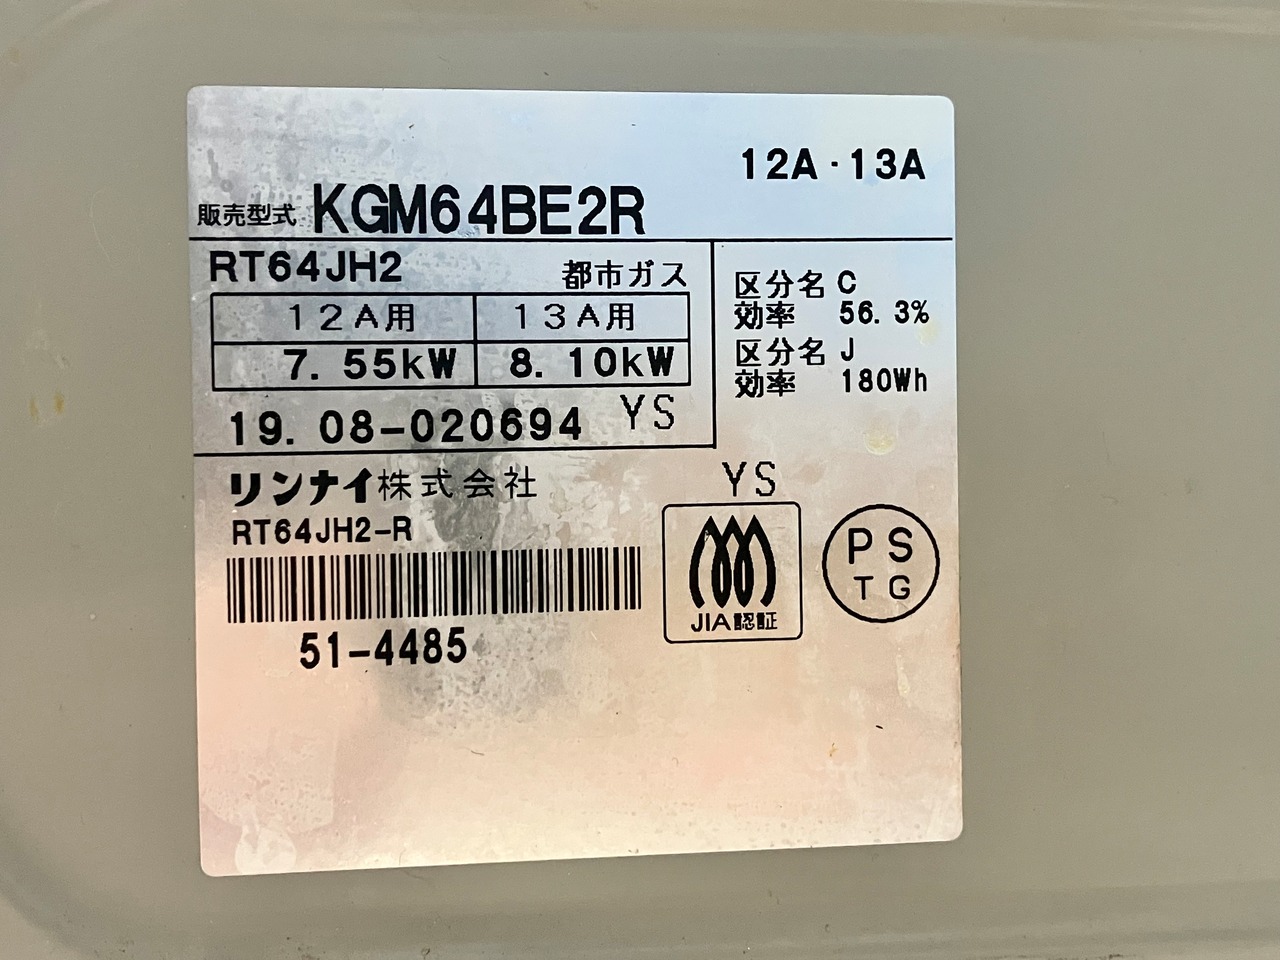 12A・13A
販売型式 KGM64BE2R
RT64JH2 都市ガス
12A用 13A用
7.55kW 8.10kW
19.08-020694 YS
区分名 C
効率 56.3%
区分名 J
効率 180Wh
リンナイ株式会社
RT64JH2-R
51-4485
YS
JIA認証
PS
TG